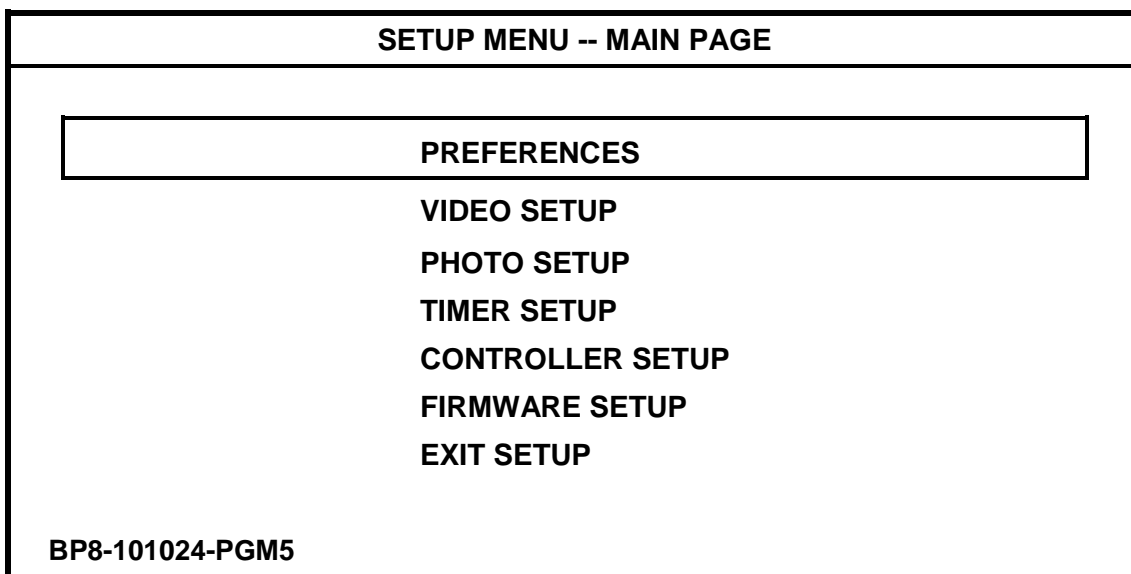 SETUP MENU -- MAIN PAGE
PREFERENCES
VIDEO SETUP
PHOTO SETUP
TIMER SETUP
CONTROLLER SETUP
FIRMWARE SETUP
EXIT SETUP
BP8-101024-PGM5